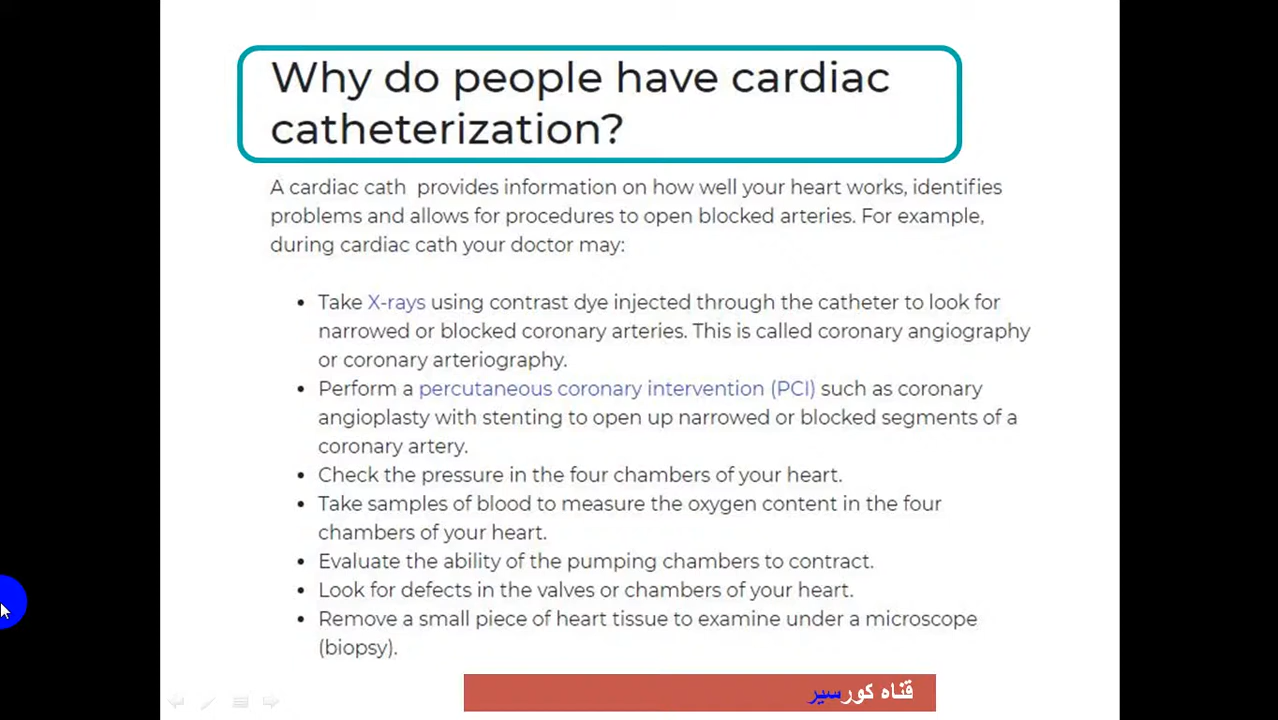 Why do people have cardiac
catheterization?
A cardiac cath provides information on how well your heart works, identifies
problems and allows for procedures to open blocked arteries. For example,
during cardiac cath your doctor may:
• Take X-rays using contrast dye injected through the catheter to look for
narrowed or blocked coronary arteries. This is called coronary angiography
or coronary arteriography.
• Perform a percutaneous coronary intervention (PCI) such as coronary
angioplasty with stenting to open up narrowed or blocked segments of a
coronary artery.
• Check the pressure in the four chambers of your heart.
• Take samples of blood to measure the oxygen content in the four
chambers of your heart.
• Evaluate the ability of the pumping chambers to contract.
• Look for defects in the valves or chambers of your heart.
• Remove a small piece of heart tissue to examine under a microscope
(biopsy).
قناه كورسير